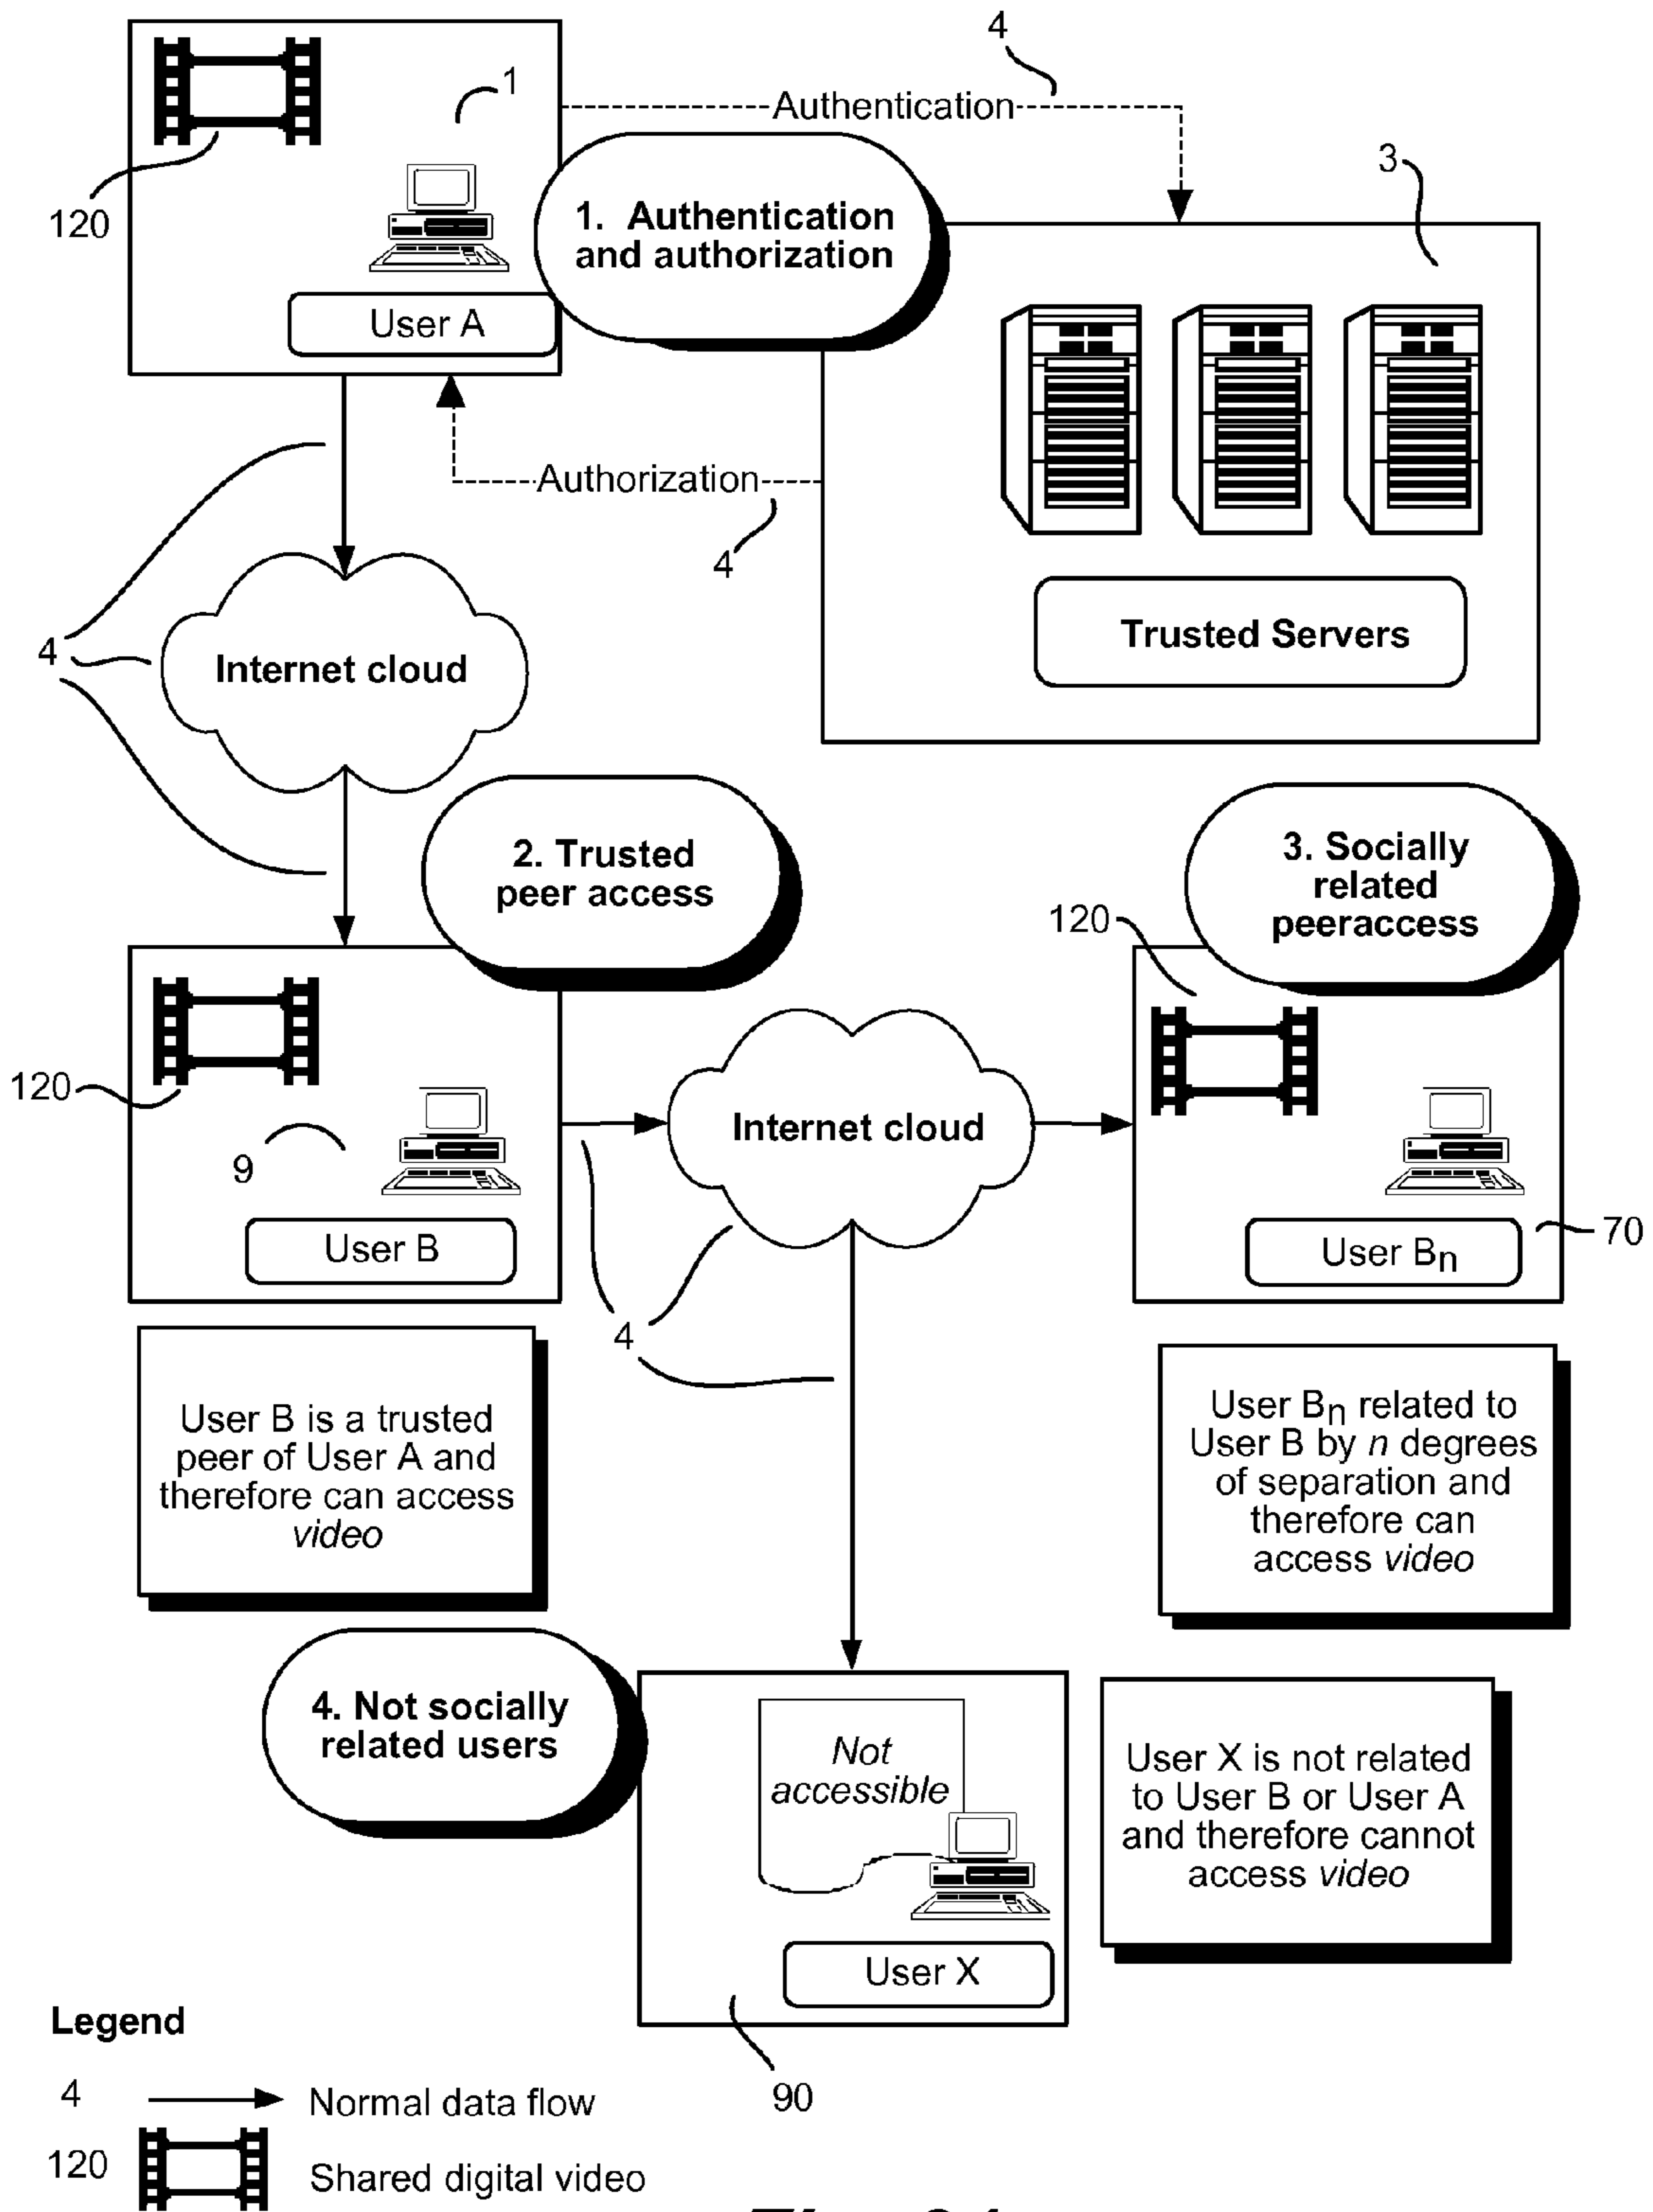 4
Authentication
1
120
3
1. Authentication
and authorization
User A
Authorization
4
Trusted Servers
4
Internet cloud
2. Trusted
peer access
3. Socially
related
peeraccess
120
120
9
Internet cloud
User B
User Bn
70
4
User B is a trusted
peer of User A and
therefore can access
video
User Bn related to
User B by n degrees
of separation and
therefore can
access video
4. Not socially
related users
Not
accessible
User X is not related
to User B or User A
and therefore cannot
access video
User X
90
Legend
4 Normal data flow
120 Shared digital video